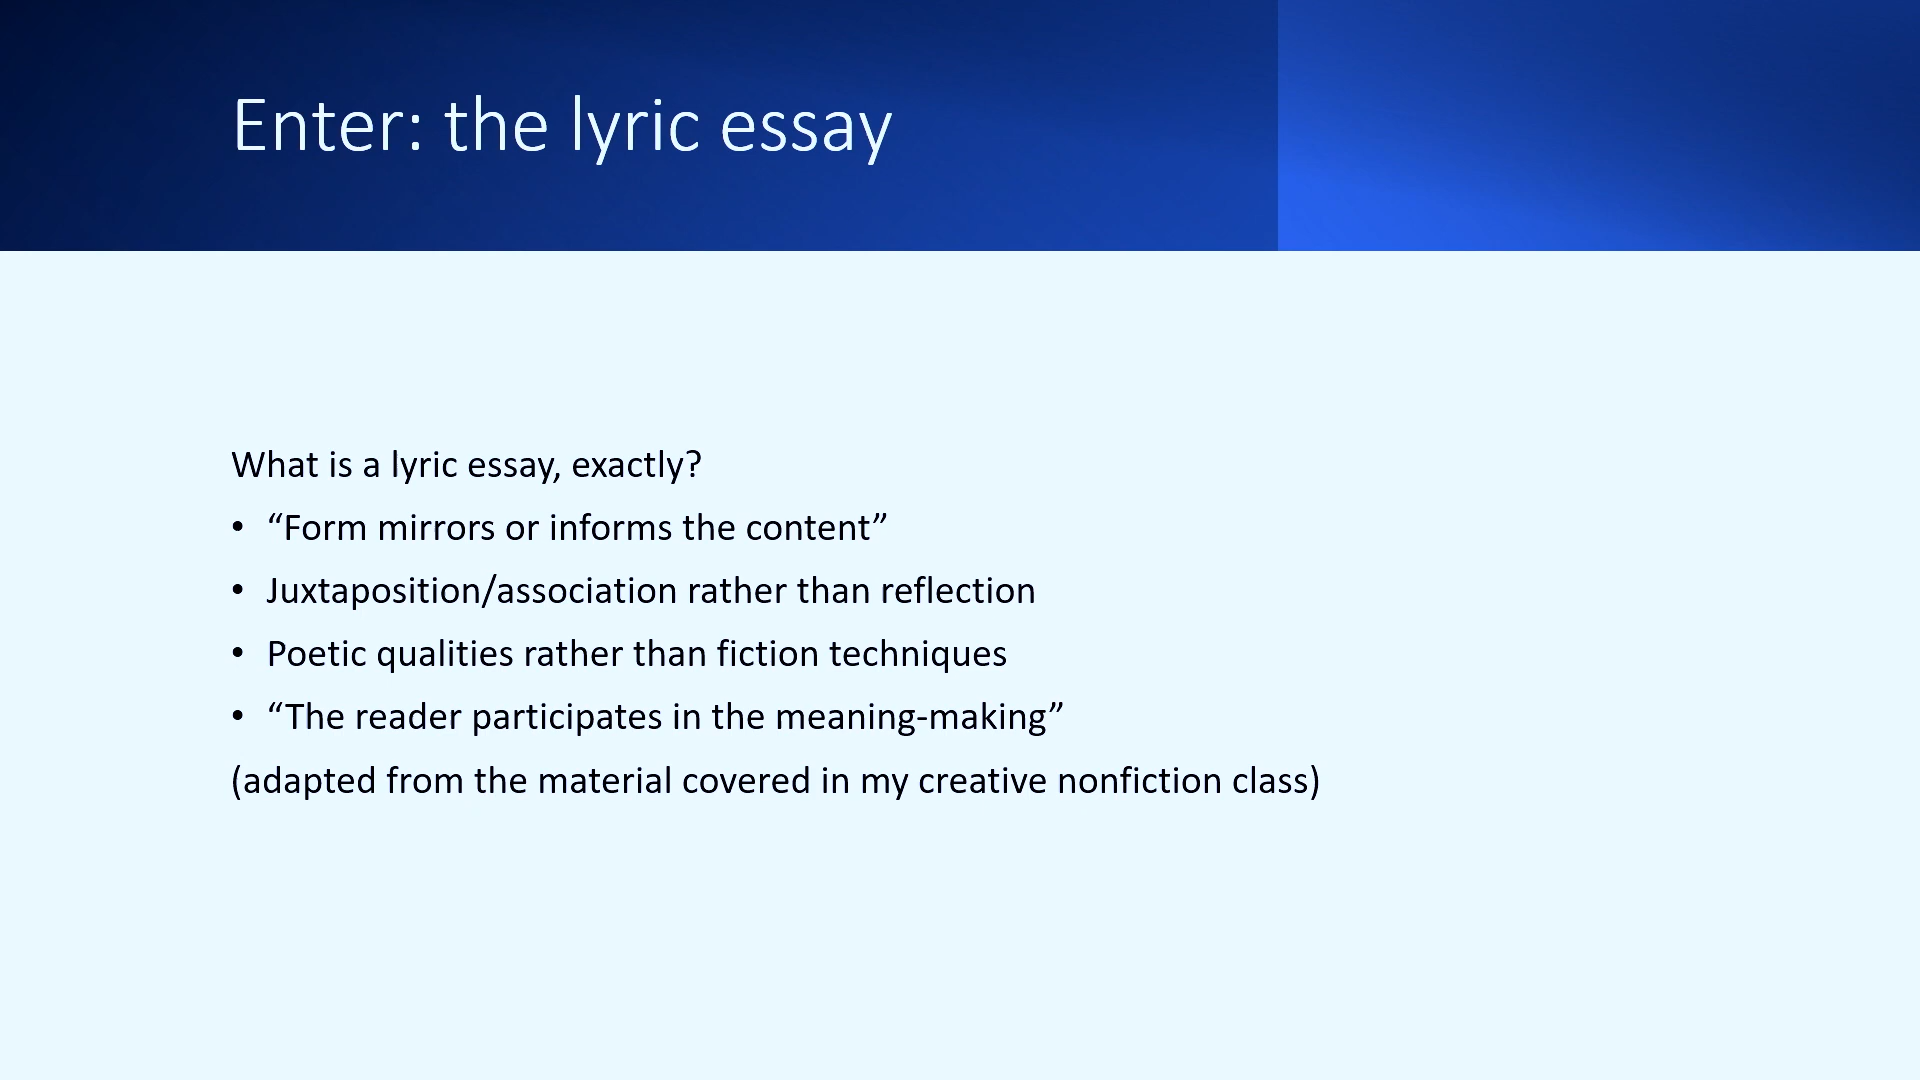 Enter: the lyric essay
What is a lyric essay, exactly?
• “Form mirrors or informs the content”
• Juxtaposition/association rather than reflection
• Poetic qualities rather than fiction techniques
• “The reader participates in the meaning-making”
(adapted from the material covered in my creative nonfiction class)